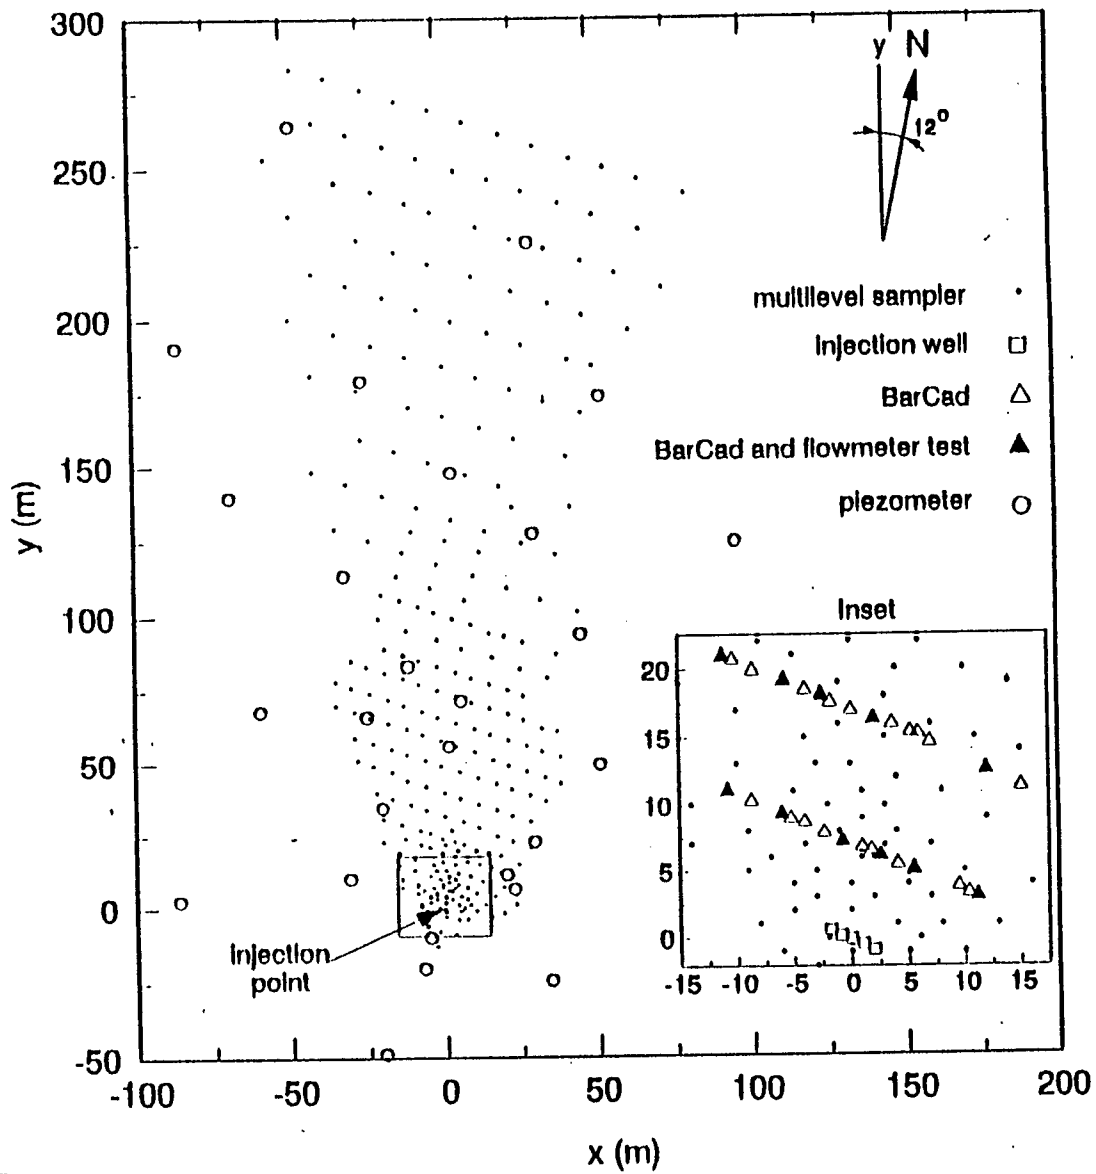 300
250
200
150
100
50
0
-50
y (m)
-100
-50
0
50
100
150
200
x (m)
y N
12°
multilevel sampler
injection well
BarCad
BarCad and flowmeter test
piezometer
Inset
20
15
10
5
0
-15
-10
-5
0
5
10
15
injection
point